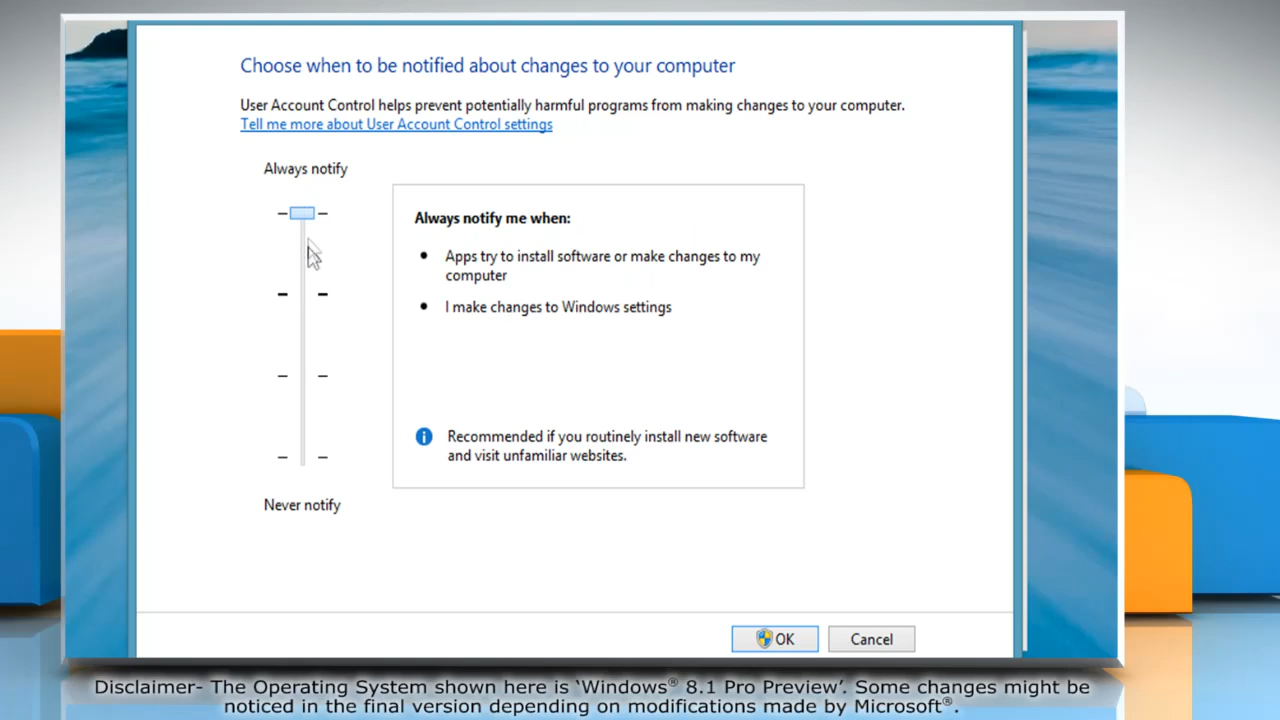 Choose when to be notified about changes to your computer
User Account Control helps prevent potentially harmful programs from making changes to your computer.
Tell me more about User Account Control settings
Always notify
Always notify me when:
• Apps try to install software or make changes to my
computer
• I make changes to Windows settings
Recommended if you routinely install new software
and visit unfamiliar websites.
Never notify
OK
Cancel
Disclaimer- The Operating System shown here is ‘Windows® 8.1 Pro Preview’. Some changes might be
noticed in the final version depending on modifications made by Microsoft®.